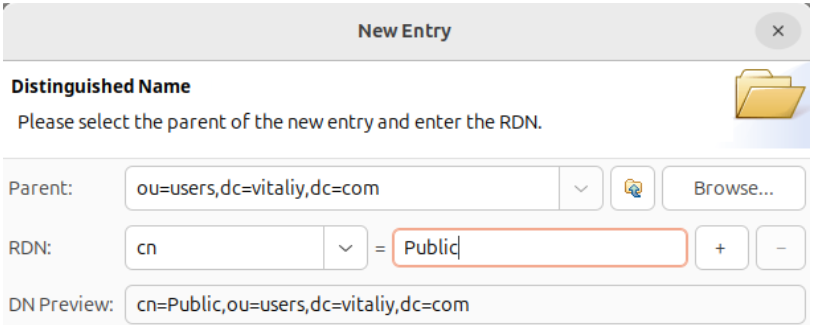 New Entry
Distinguished Name
Please select the parent of the new entry and enter the RDN.
Parent: ou=users,dc=vitaliy,dc=com Browse...
RDN: cn = Public + −
DN Preview: cn=Public,ou=users,dc=vitaliy,dc=com